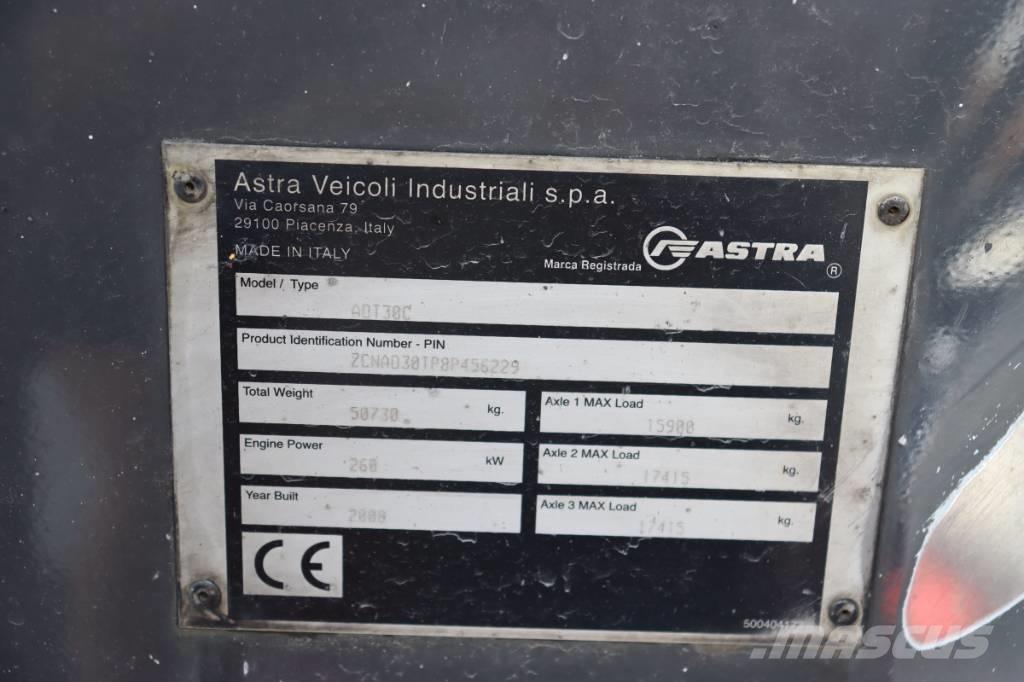 Astra Veicoli Industriali s.p.a.
Via Caorsana 79
29100 Piacenza, Italy
MADE IN ITALY
Marca Registrada ASTRA ®
Model / Type
ADT30C
Product Identification Number - PIN
ZCNAD30TP8P456229
Total Weight 50730 kg.
Axle 1 MAX Load 15900 kg.
Engine Power 260 kW
Axle 2 MAX Load 17415 kg.
Year Built 2008
Axle 3 MAX Load 17415 kg.
CE
MASCUS